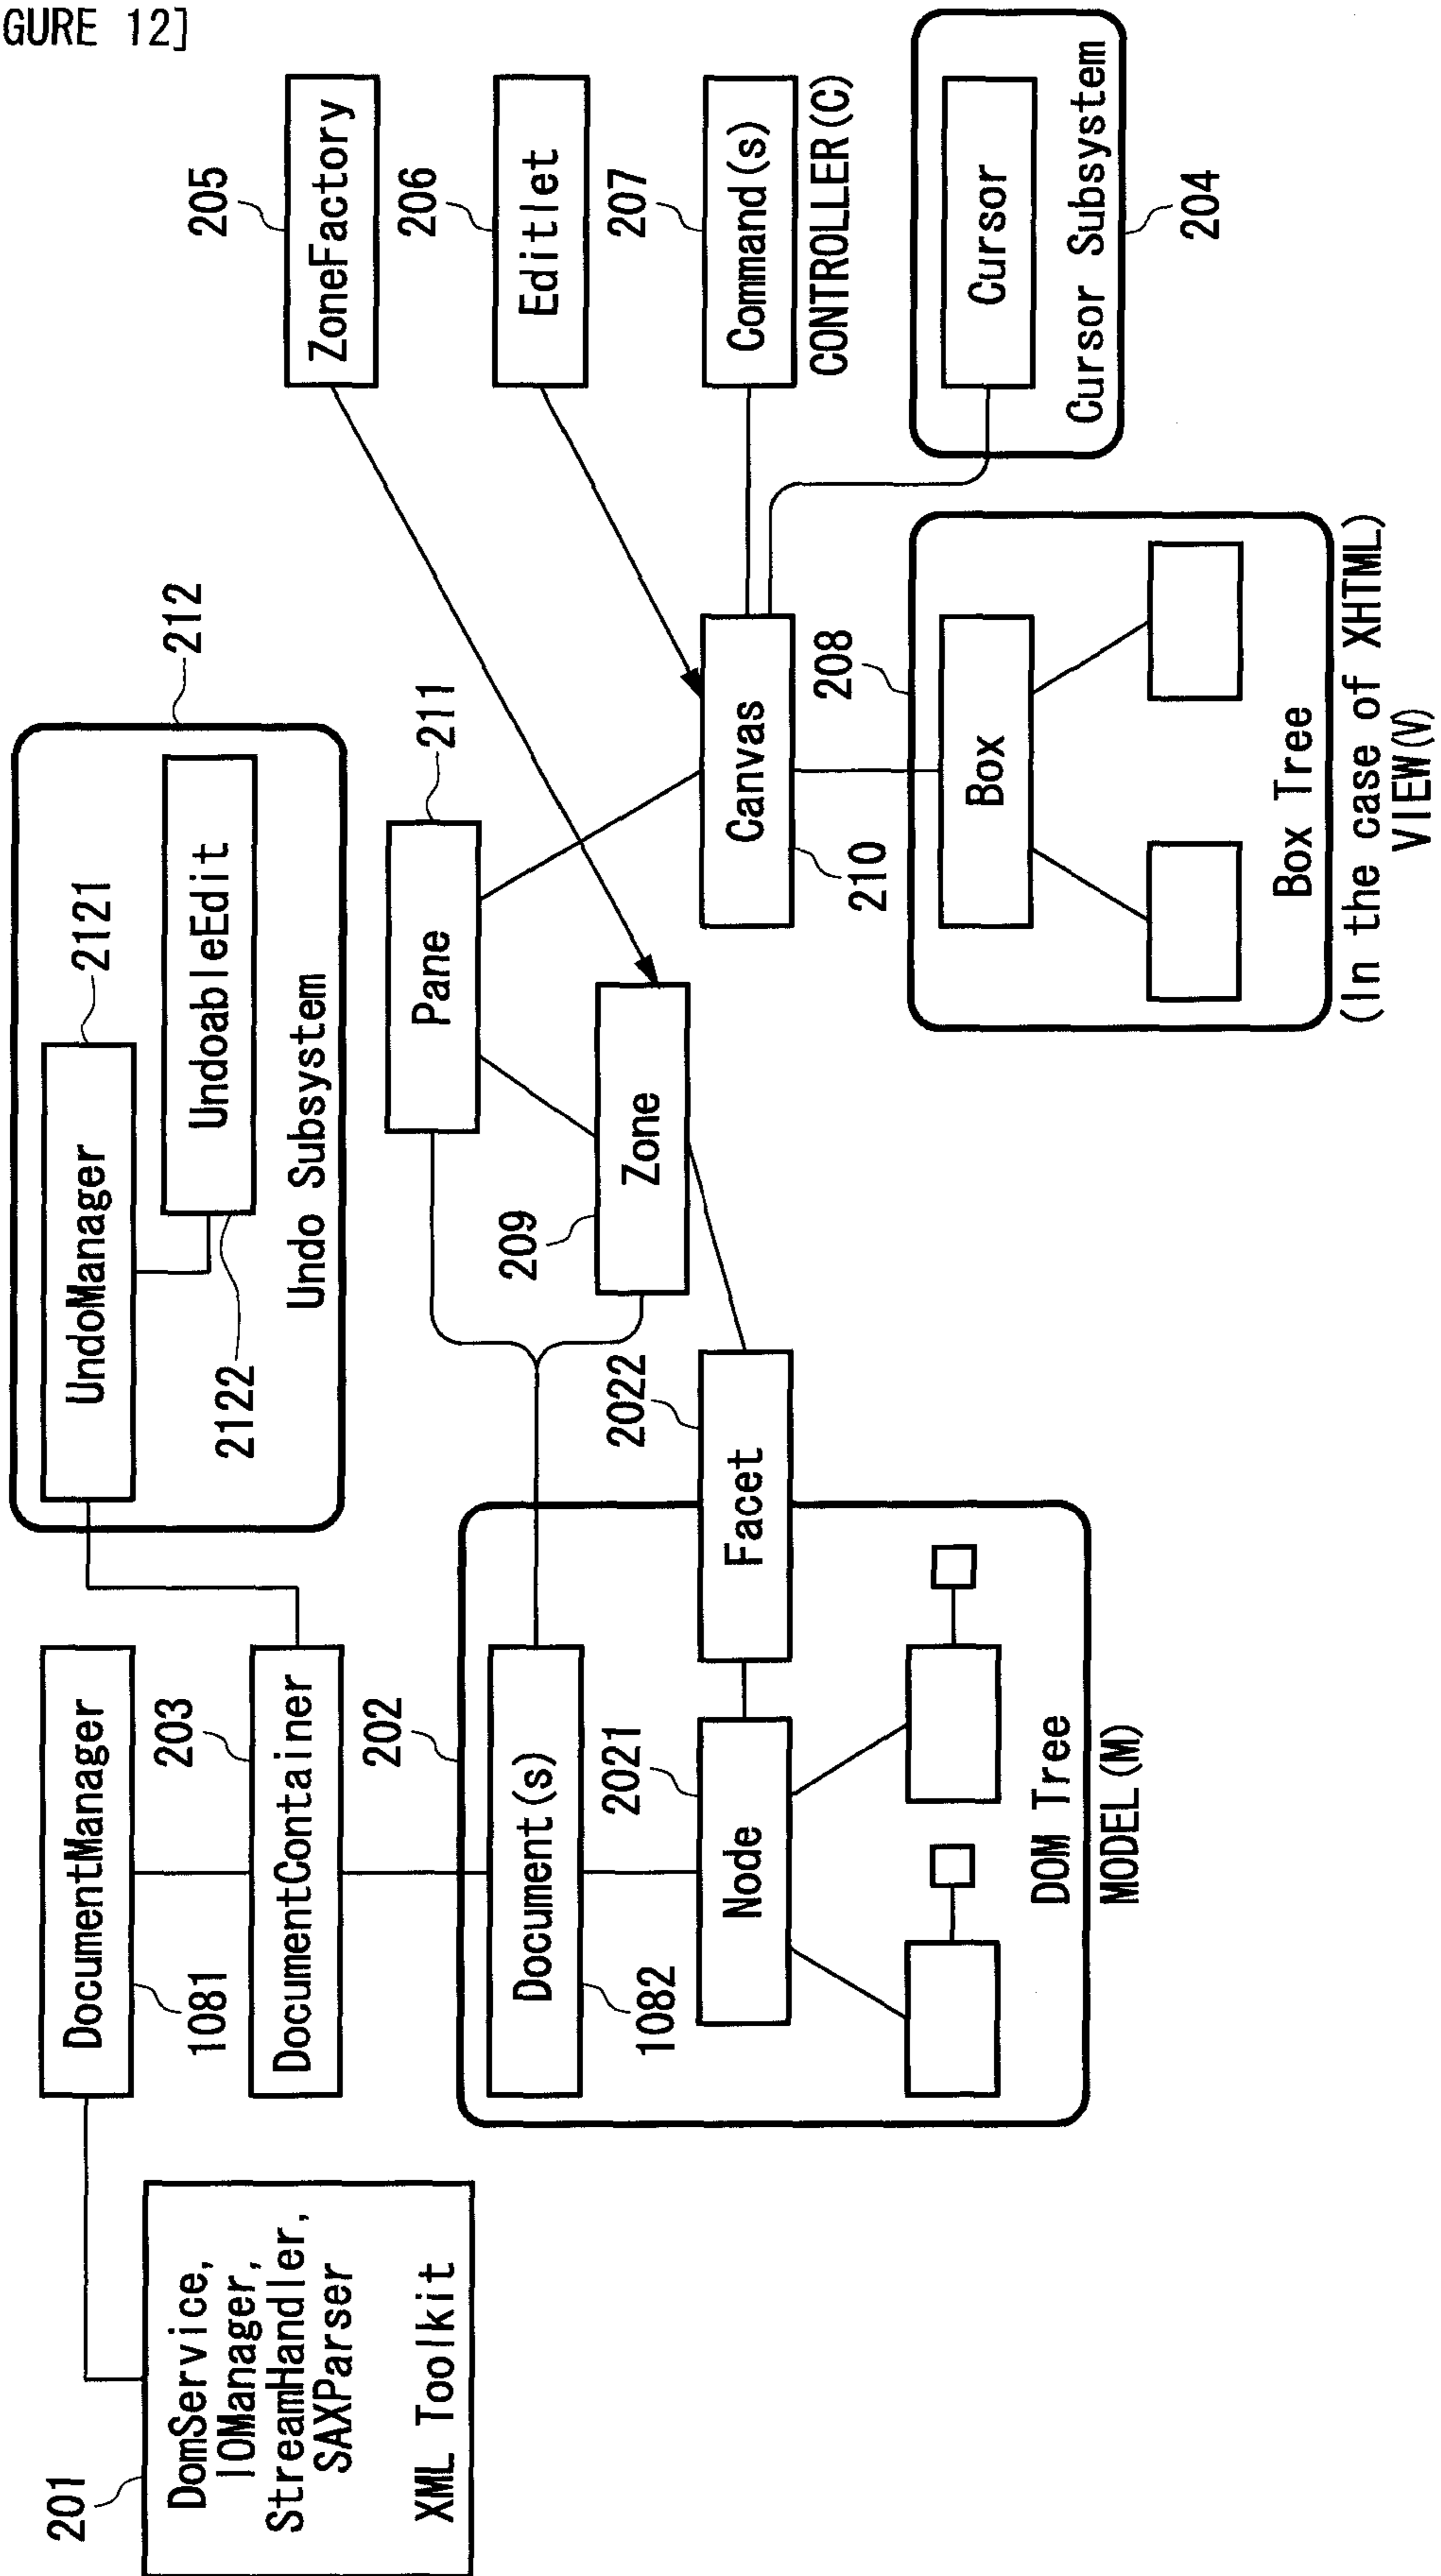 GURE 12]
201
DomService,
IOManager,
StreamHandler,
SAXParser
XML Toolkit
DocumentManager
1081
203
DocumentContainer
202
Document(s)
1082
2021
Node
2022
Facet
DOM Tree
MODEL(M)
UndoManager
2121
UndoableEdit
2122
Undo Subsystem
212
Pane
211
Zone
209
Canvas
210
208
Box
Box Tree
(In the case of XHTML)
VIEW(V)
205
ZoneFactory
206
Editlet
207
Command(s)
CONTROLLER(C)
Cursor
Cursor Subsystem
204